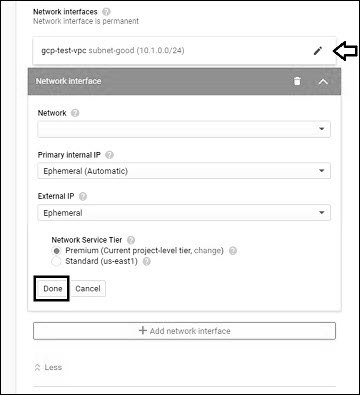 Network interfaces
Network interface is permanent
gcp-test-vpc subnet-good (10.1.0.0/24)
Network interface
Network
Primary internal IP
Ephemeral (Automatic)
External IP
Ephemeral
Network Service Tier
Premium (Current project-level tier, change)
Standard (us-east1)
Done Cancel
+ Add network interface
Less